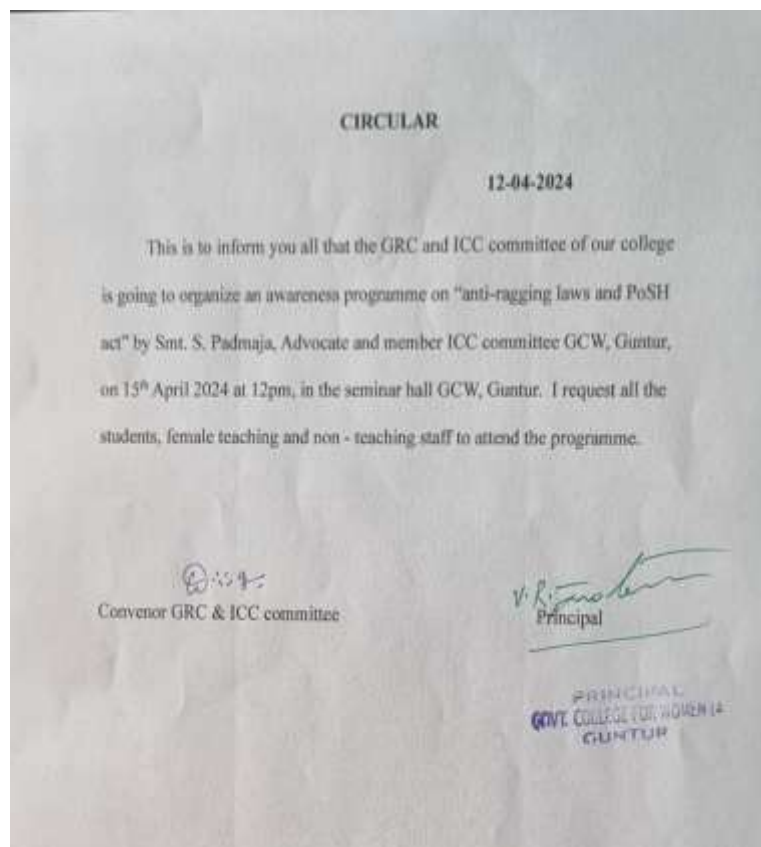 CIRCULAR
12-04-2024
This is to inform you all that the GRC and ICC committee of our college
is going to organize an awareness programme on "anti-ragging laws and PoSH
act" by Smt. S. Padmaja, Advocate and member ICC committee GCW, Guntur,
on 15th April 2024 at 12pm, in the seminar hall GCW, Guntur. I request all the
students, female teaching and non - teaching staff to attend the programme.
V. R.
Convenor GRC & ICC committee
Principal
PRINCIPAL
GOVT. COLLEGE FOR WOMEN
GUNTUR